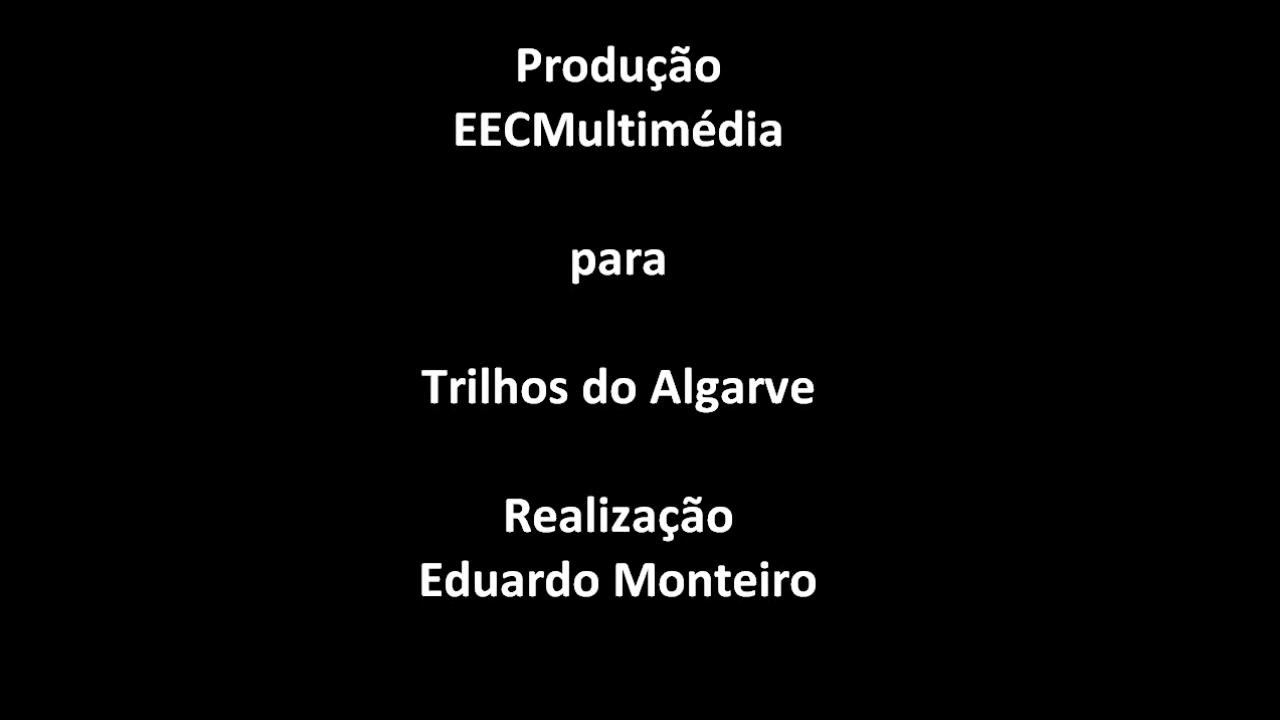 Produção
EECMultimédia
para
Trilhos do Algarve
Realização
Eduardo Monteiro